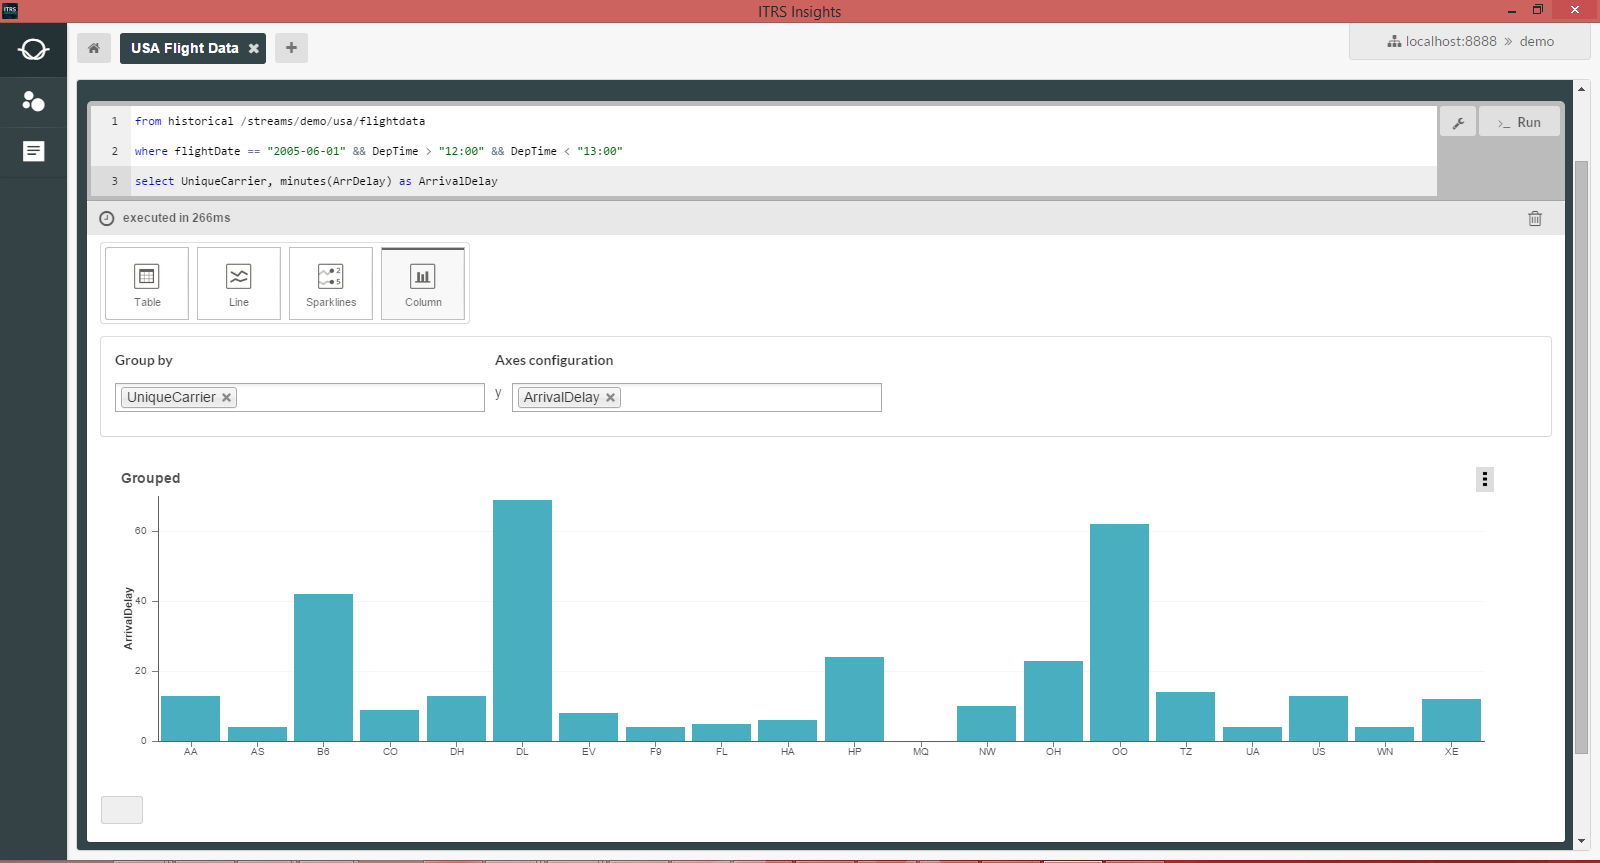 ITRS Insights
ITRS
USA Flight Data
localhost:8888 » demo
1 from historical /streams/demo/usa/flightdata
2 where flightDate == "2005-06-01" && DepTime > "12:00" && DepTime < "13:00"
3 select UniqueCarrier, minutes(ArrDelay) as ArrivalDelay
>_ Run
executed in 266ms
Table Line Sparklines Column
2
5
Group by Axes configuration
UniqueCarrier y ArrivalDelay
Grouped
60
40
20
0
ArrivalDelay
AA AS B6 CO DH DL EV F9 FL HA HP MQ NW OH OO TZ UA US WN XE